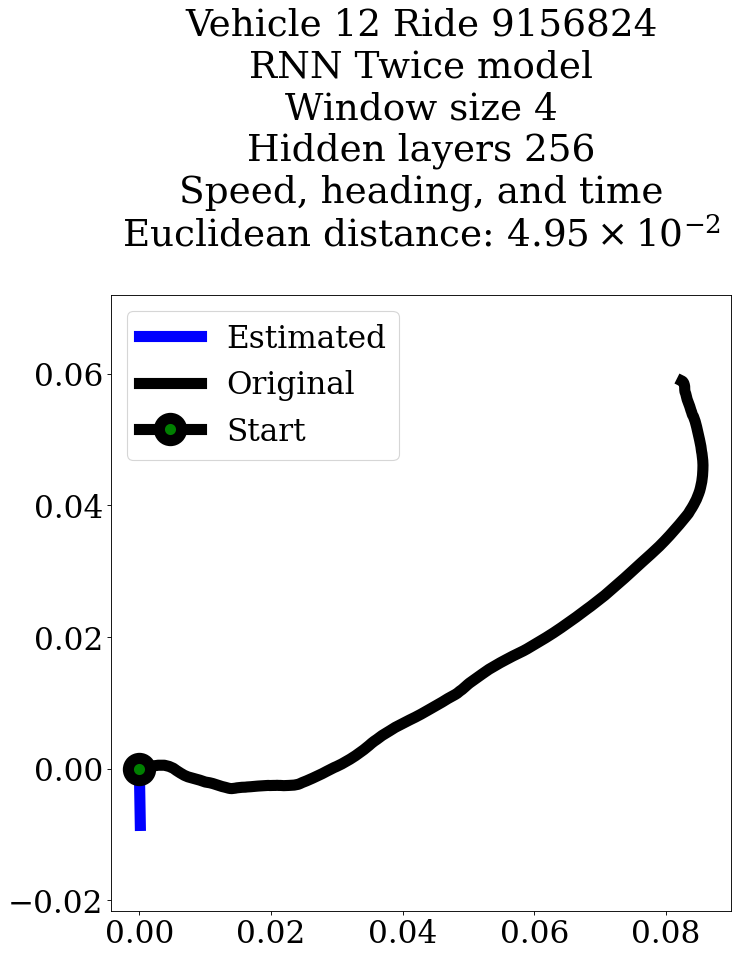 Vehicle 12 Ride 9156824
RNN Twice model
Window size 4
Hidden layers 256
Speed, heading, and time
Euclidean distance: 4.95 × 10⁻²
Estimated
Original
Start
0.06
0.04
0.02
0.00
−0.02
0.00 0.02 0.04 0.06 0.08